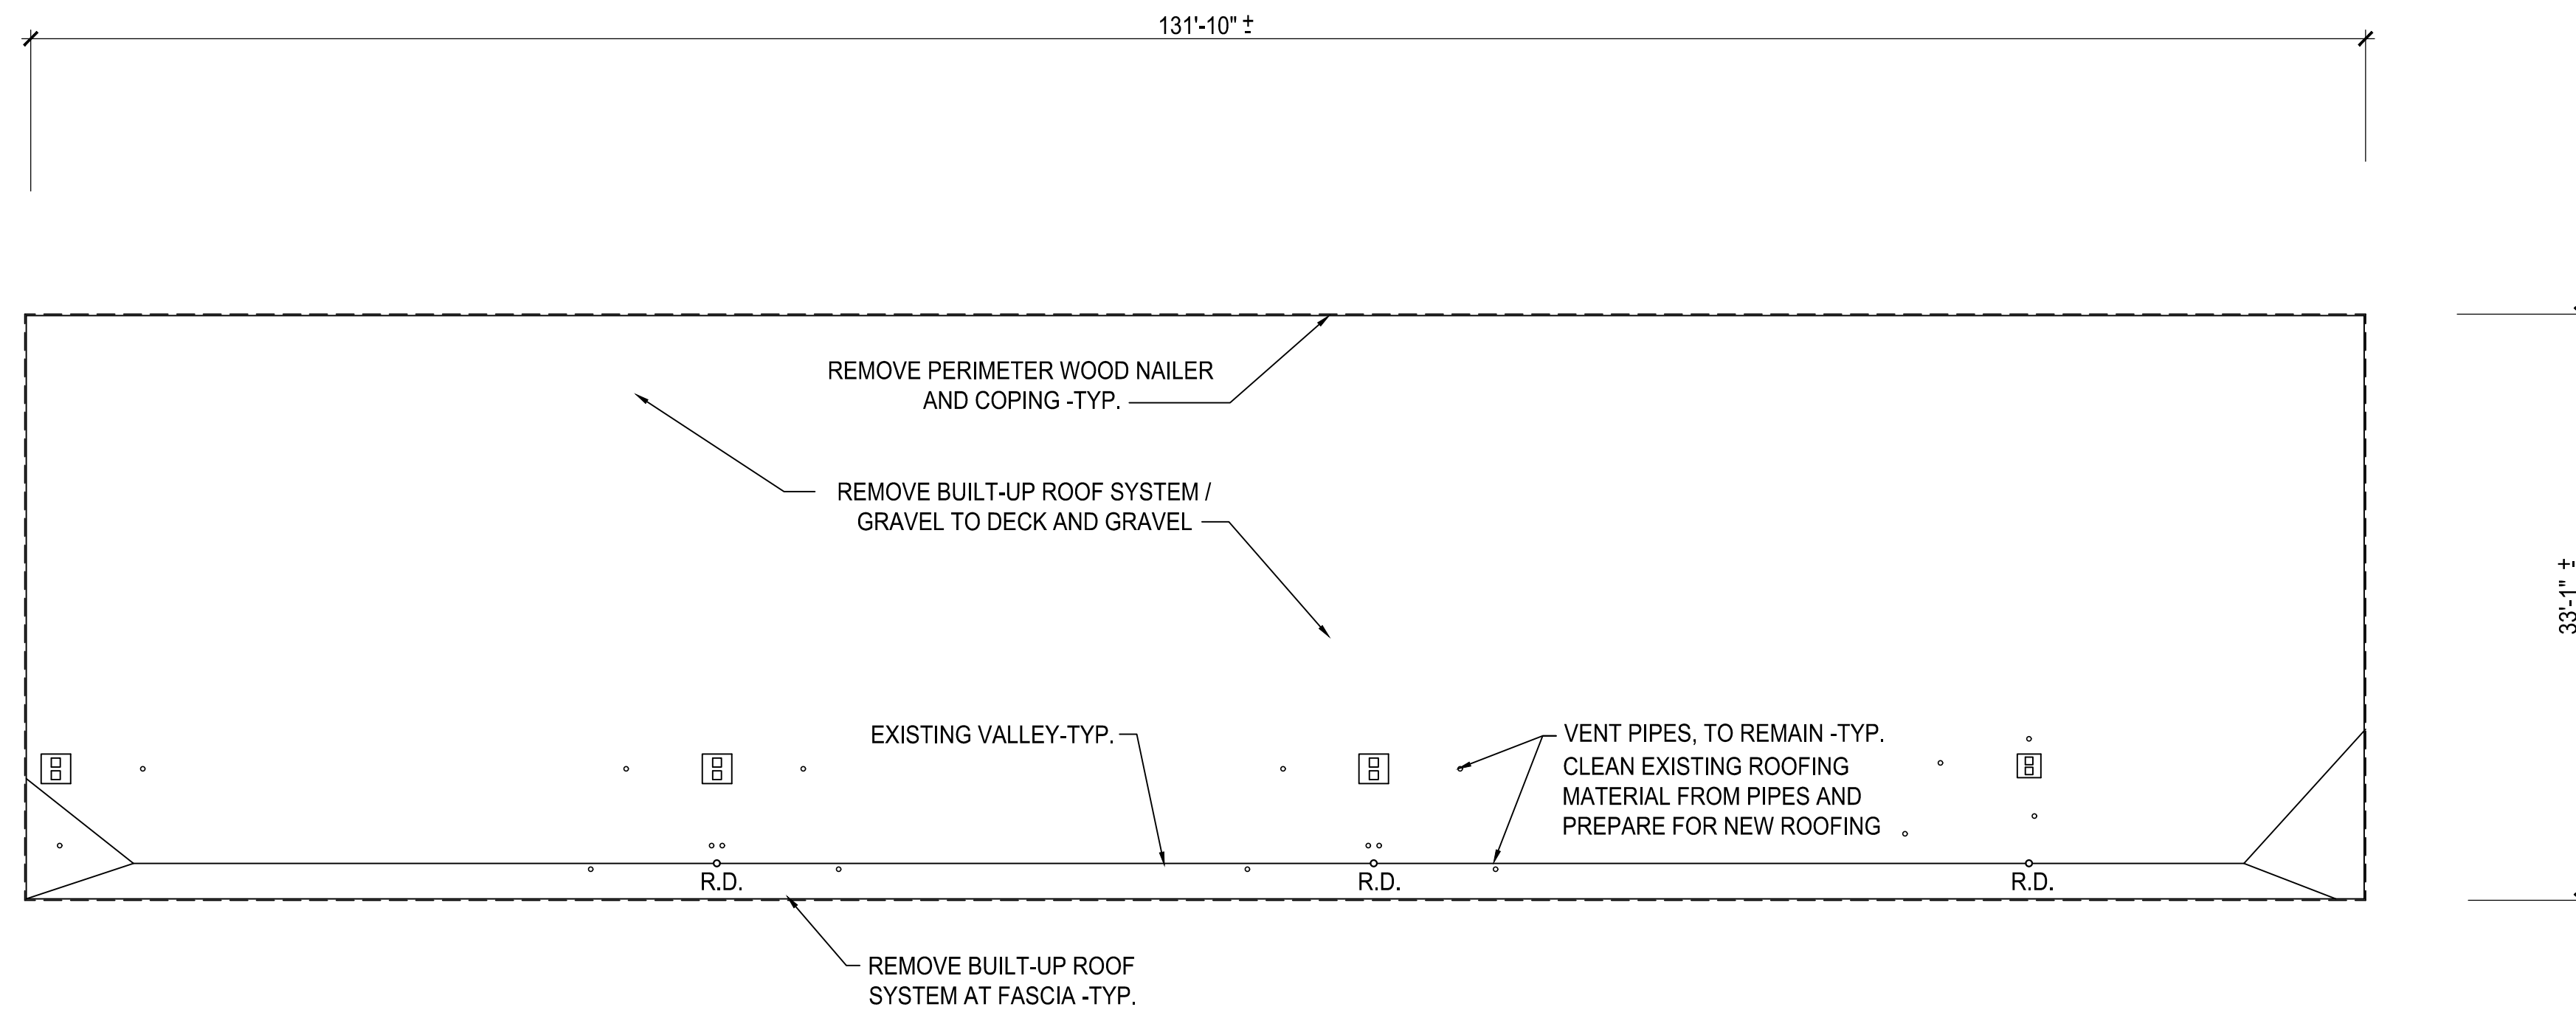 131'-10" ±
REMOVE PERIMETER WOOD NAILER
AND COPING -TYP.
REMOVE BUILT-UP ROOF SYSTEM /
GRAVEL TO DECK AND GRAVEL
33'-1" ±
EXISTING VALLEY-TYP.
VENT PIPES, TO REMAIN -TYP.
CLEAN EXISTING ROOFING
MATERIAL FROM PIPES AND
PREPARE FOR NEW ROOFING
R.D.
R.D.
R.D.
REMOVE BUILT-UP ROOF
SYSTEM AT FASCIA -TYP.